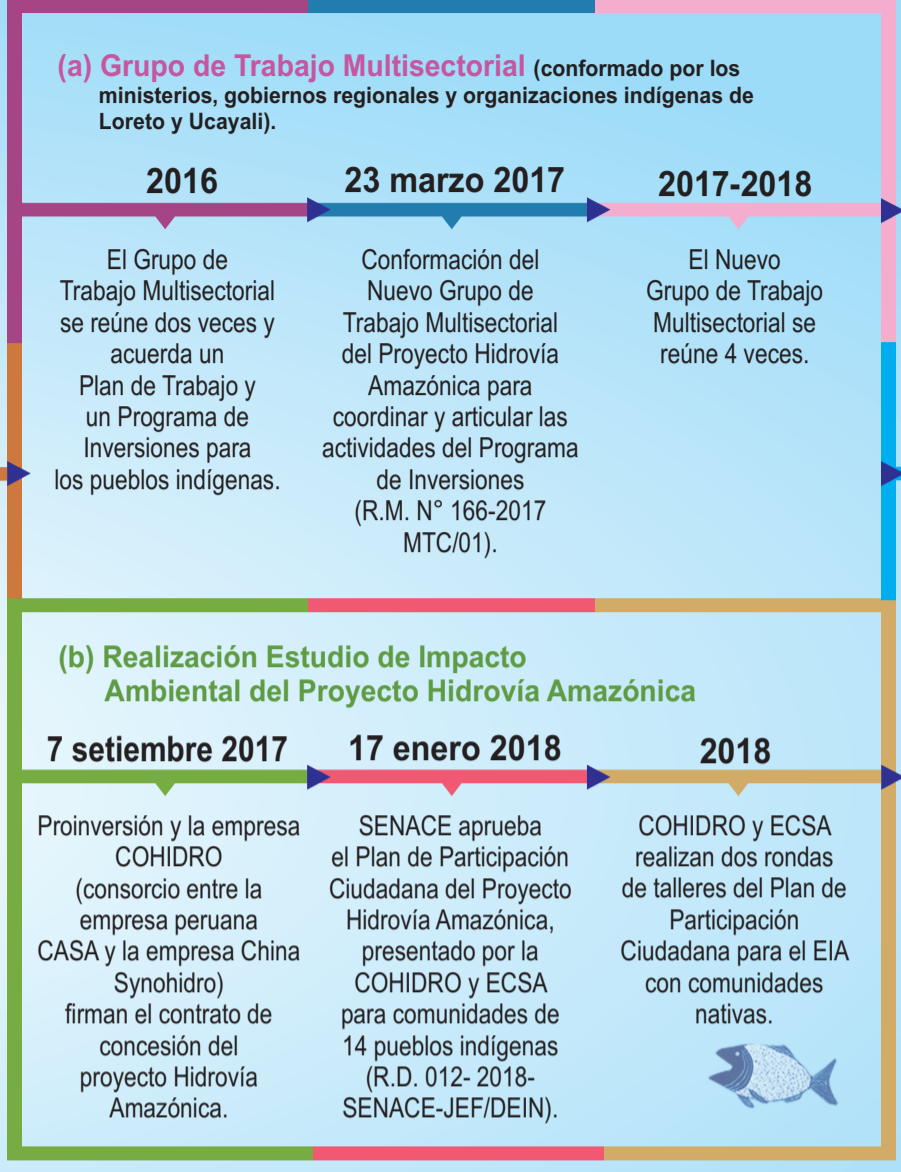 (a) Grupo de Trabajo Multisectorial (conformado por los
ministerios, gobiernos regionales y organizaciones indígenas de
Loreto y Ucayali).
2016
El Grupo de
Trabajo Multisectorial
se reúne dos veces y
acuerda un
Plan de Trabajo y
un Programa de
Inversiones para
los pueblos indígenas.
23 marzo 2017
Conformación del
Nuevo Grupo de
Trabajo Multisectorial
del Proyecto Hidrovía
Amazónica para
coordinar y articular las
actividades del Programa
de Inversiones
(R.M. N° 166-2017
MTC/01).
2017-2018
El Nuevo
Grupo de Trabajo
Multisectorial se
reúne 4 veces.
(b) Realización Estudio de Impacto
Ambiental del Proyecto Hidrovía Amazónica
7 setiembre 2017
Proinversión y la empresa
COHIDRO
(consorcio entre la
empresa peruana
CASA y la empresa China
Synohidro)
firman el contrato de
concesión del
proyecto Hidrovía
Amazónica.
17 enero 2018
SENACE aprueba
el Plan de Participación
Ciudadana del Proyecto
Hidrovía Amazónica,
presentado por la
COHIDRO y ECSA
para comunidades de
14 pueblos indígenas
(R.D. 012- 2018-
SENACE-JEF/DEIN).
2018
COHIDRO y ECSA
realizan dos rondas
de talleres del Plan de
Participación
Ciudadana para el EIA
con comunidades
nativas.